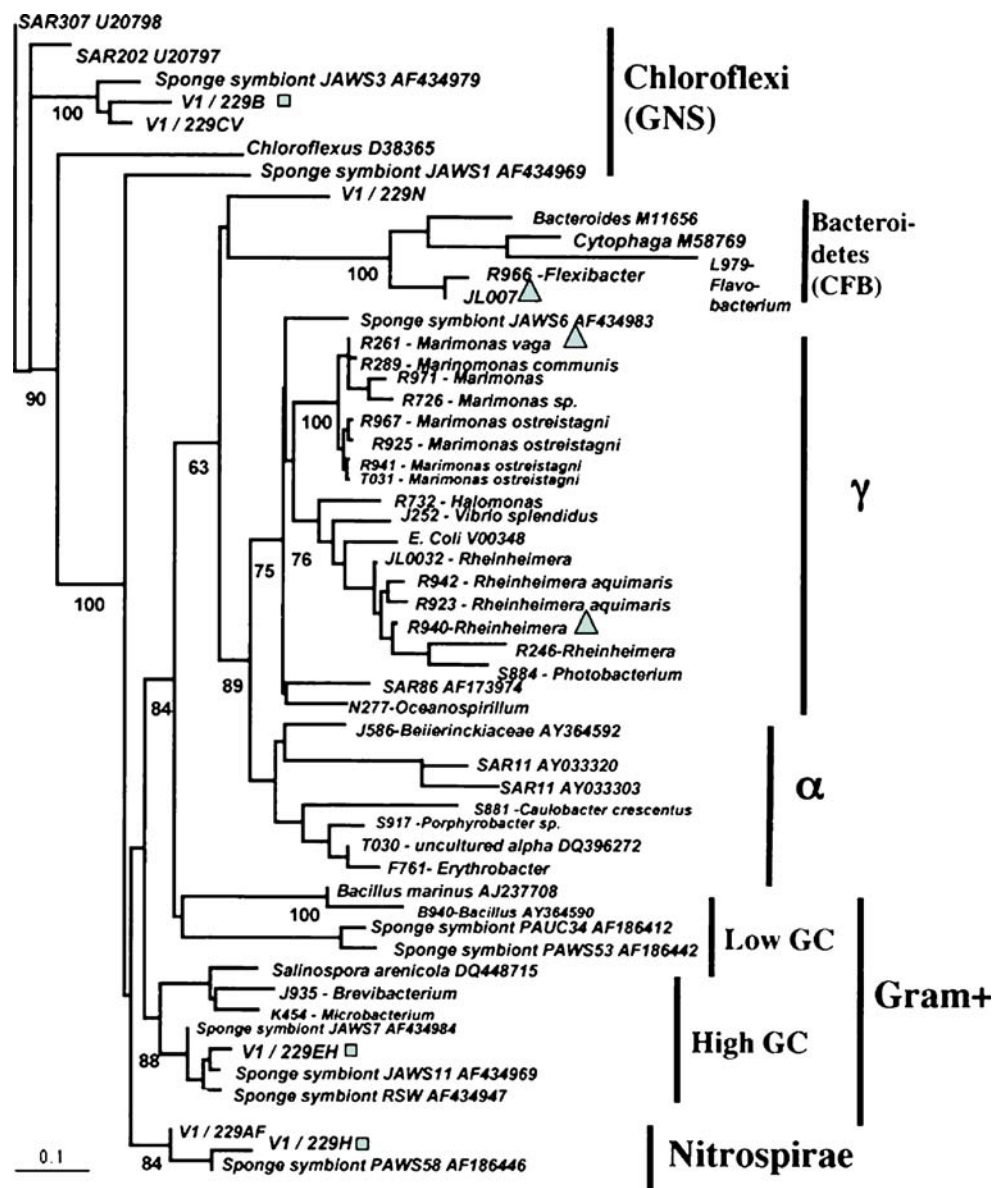 SAR307 U20798
SAR202 U20797
Sponge symbiont JAWS3 AF434979
V1 / 229B
100
V1 / 229CV
Chloroflexus D38365
Sponge symbiont JAWS1 AF434969
Chloroflexi
(GNS)
V1 / 229N
Bacteroides M11656
Cytophaga M58769
100
L979-
Flavo-
bacterium
R966 -Flexibacter
JL007
Bacteroi-
detes
(CFB)
Sponge symbiont JAWS6 AF434983
R261 - Marimonas vaga
R289 - Marinomonas communis
R971 - Marimonas
90
R726 - Marimonas sp.
100
R967 - Marimonas ostreistagni
R925 - Marimonas ostreistagni
63
R941 - Marimonas ostreistagni
T031 - Marimonas ostreistagni
γ
R732 - Halomonas
J252 - Vibrio splendidus
E. Coli V00348
75
76
JL0032 - Rheinheimera
R942 - Rheinheimera aquimaris
100
R923 - Rheinheimera aquimaris
R940-Rheinheimera
R246-Rheinheimera
S884 - Photobacterium
89
SAR86 AF173974
84
N277-Oceanospirillum
J586-Beiierinckiaceae AY364592
SAR11 AY033320
SAR11 AY033303
α
S881 -Caulobacter crescentus
S917 -Porphyrobacter sp.
T030 - uncultured alpha DQ396272
F761- Erythrobacter
Bacillus marinus AJ237708
100
B940-Bacillus AY364590
Sponge symbiont PAUC34 AF186412
Sponge symbiont PAWS53 AF186442
Low GC
Salinospora arenicola DQ448715
J935 - Brevibacterium
K454 - Microbacterium
Gram+
Sponge symbiont JAWS7 AF434984
High GC
88
V1 / 229EH
Sponge symbiont JAWS11 AF434969
Sponge symbiont RSW AF434947
V1 / 229AF
V1 / 229H
84
Sponge symbiont PAWS58 AF186446
Nitrospirae
0.1